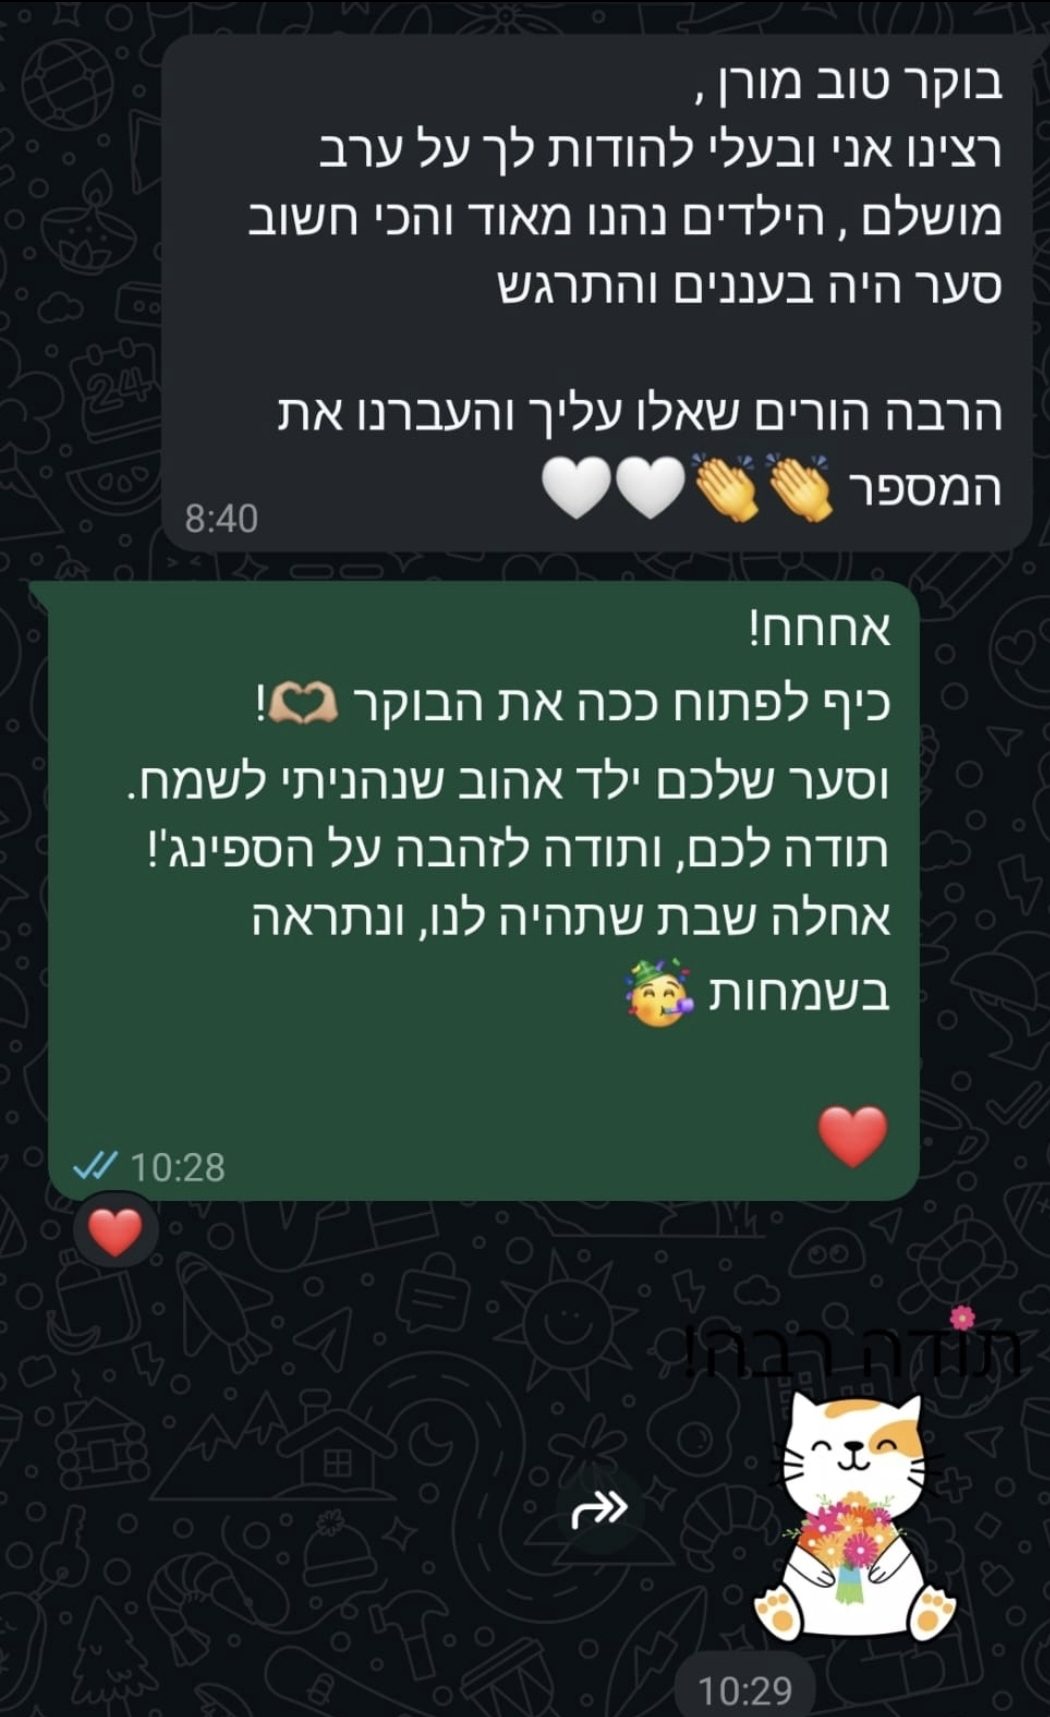 בוקר טוב מורן ,
רצינו אני ובעלי להודות לך על ערב
מושלם , הילדים נהנו מאוד והכי חשוב
סער היה בעננים והתרגש
הרבה הורים שאלו עליך והעברנו את
המספר 👏👏🤍🤍
8:40
אחחח!
כיף לפתוח ככה את הבוקר 🫶🏼!
וסער שלכם ילד אהוב שנהניתי לשמח.
תודה לכם, ותודה לזהבה על הספינג'!
אחלה שבת שתהיה לנו, ונתראה
בשמחות 🥳
❤️
10:28
❤️
תודה רבה!
10:29